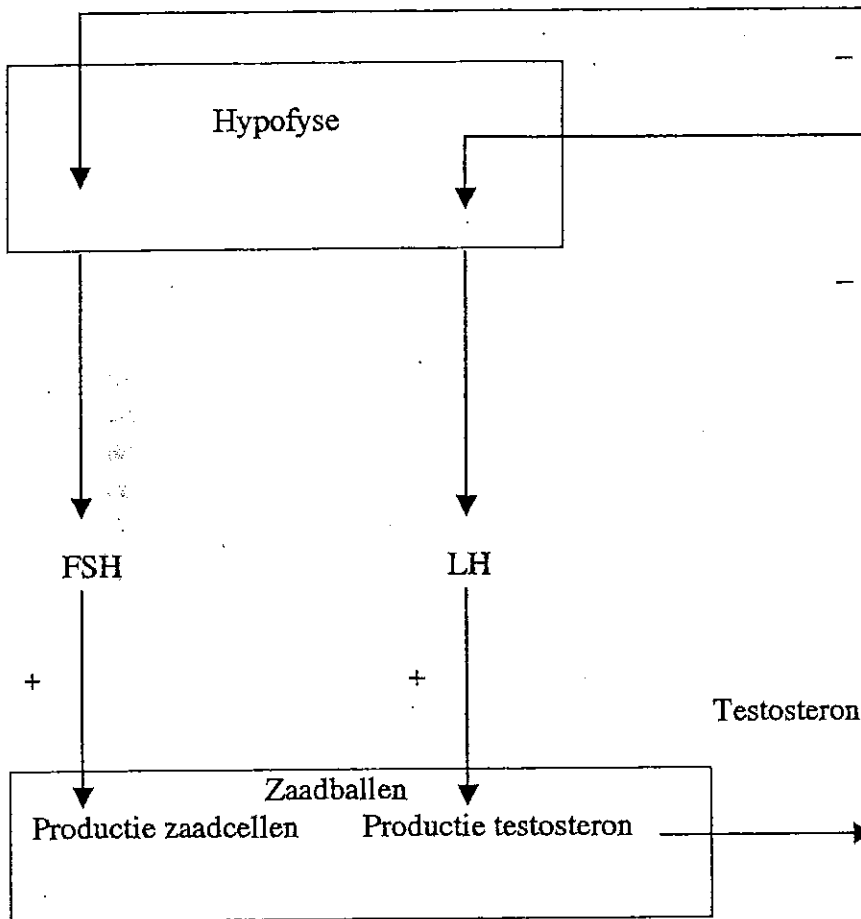 –
Hypofyse
–
FSH
LH
+
+
Testosteron
Zaadballen
Productie zaadcellen
Productie testosteron